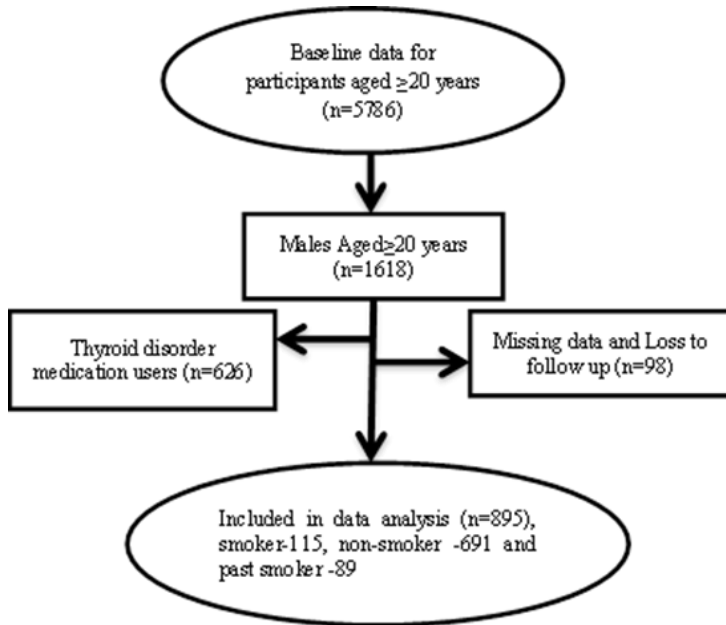 Baseline data for
participants aged ≥20 years
(n=5786)
Males Aged≥20 years
(n=1618)
Thyroid disorder
medication users (n=626)
Missing data and Loss to
follow up (n=98)
Included in data analysis (n=895),
smoker-115, non-smoker -691 and
past smoker -89